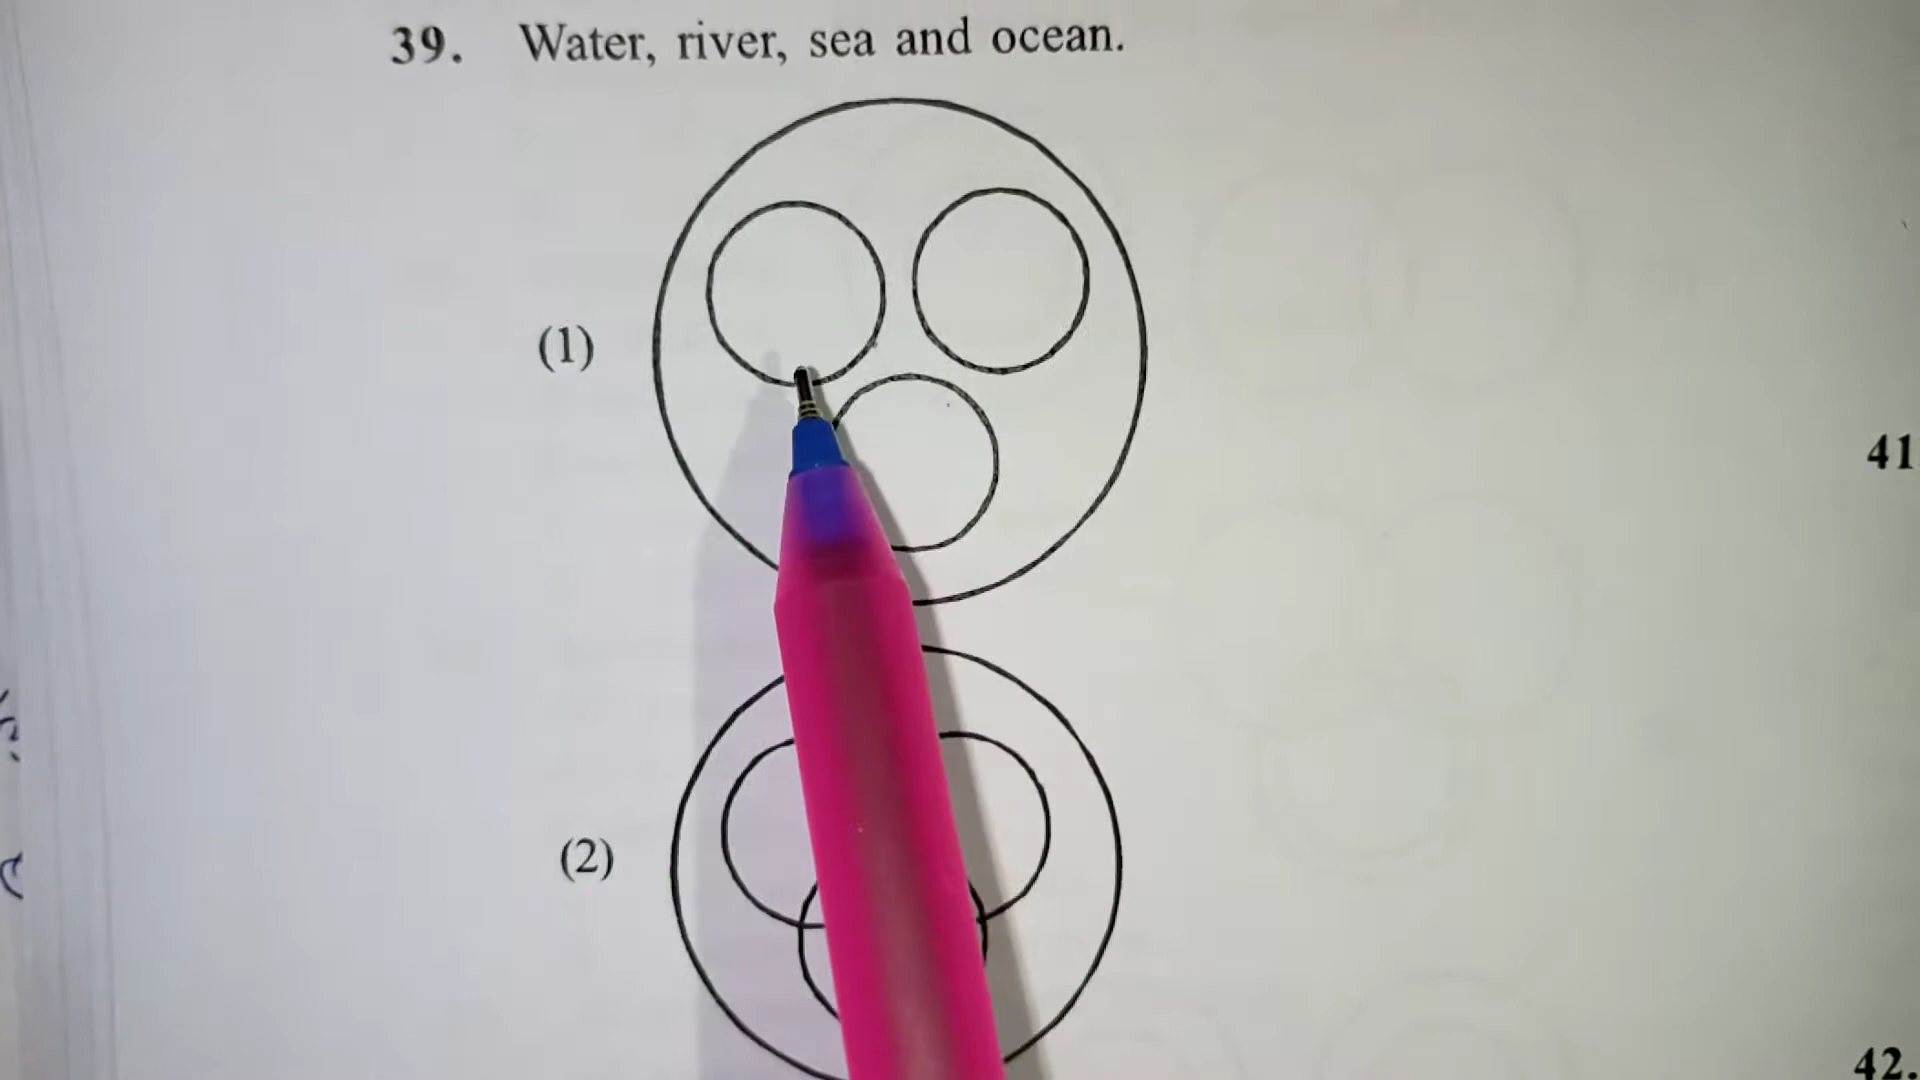 39. Water, river, sea and ocean.
(1)
(2)
41
42.